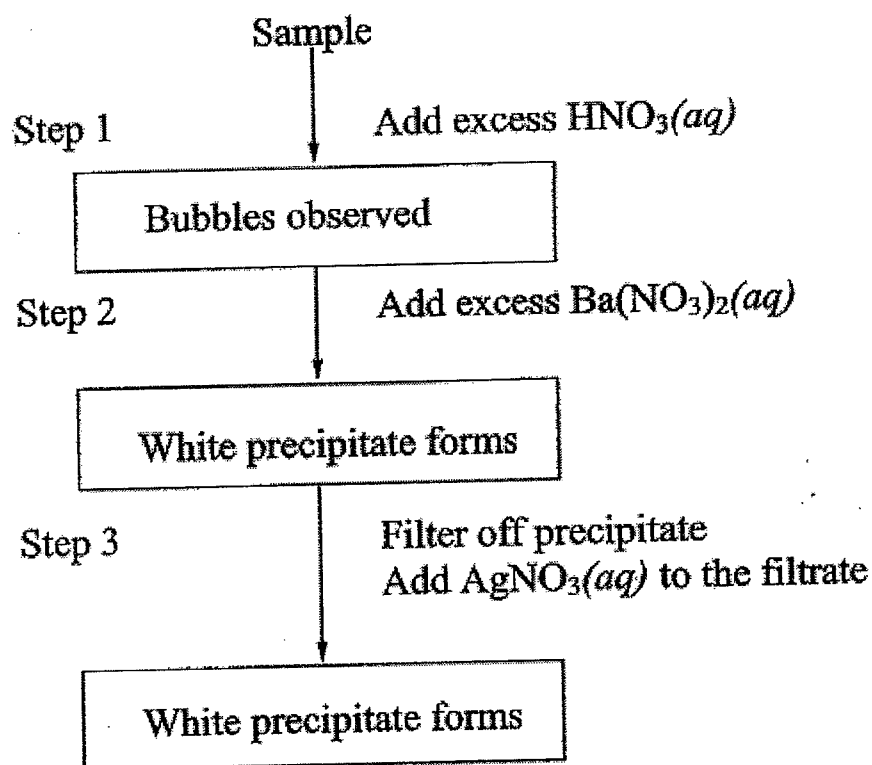 Sample
Step 1
Add excess HNO₃(aq)
Bubbles observed
Step 2
Add excess Ba(NO₃)₂(aq)
White precipitate forms
Step 3
Filter off precipitate
Add AgNO₃(aq) to the filtrate
White precipitate forms